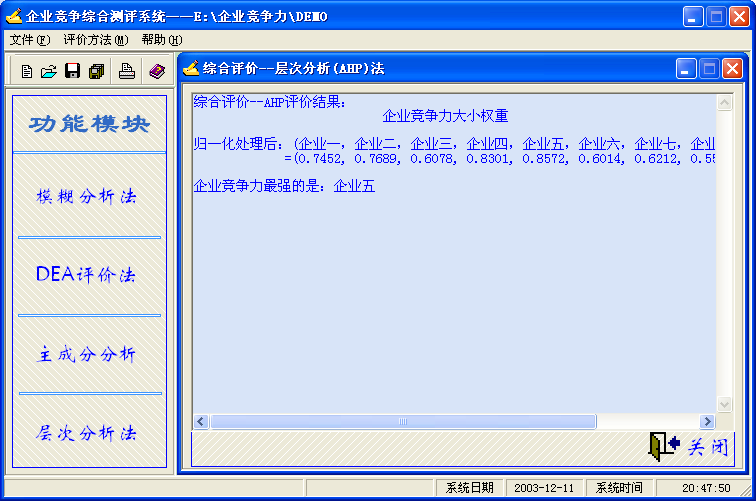 企业竞争综合测评系统——E:\企业竞争力\DEMO
文件(F) 评价方法(M) 帮助(H)
功能模块
模糊分析法
DEA评价法
主成分分析
层次分析法
综合评价--层次分析(AHP)法
综合评价--AHP评价结果:
企业竞争力大小权重
归一化处理后: (企业一, 企业二, 企业三, 企业四, 企业五, 企业六, 企业七, 企业
=(0.7452, 0.7689, 0.6078, 0.8301, 0.8572, 0.6014, 0.6212, 0.55
企业竞争力最强的是: 企业五
关闭
系统日期 2003-12-11 系统时间 20:47:50